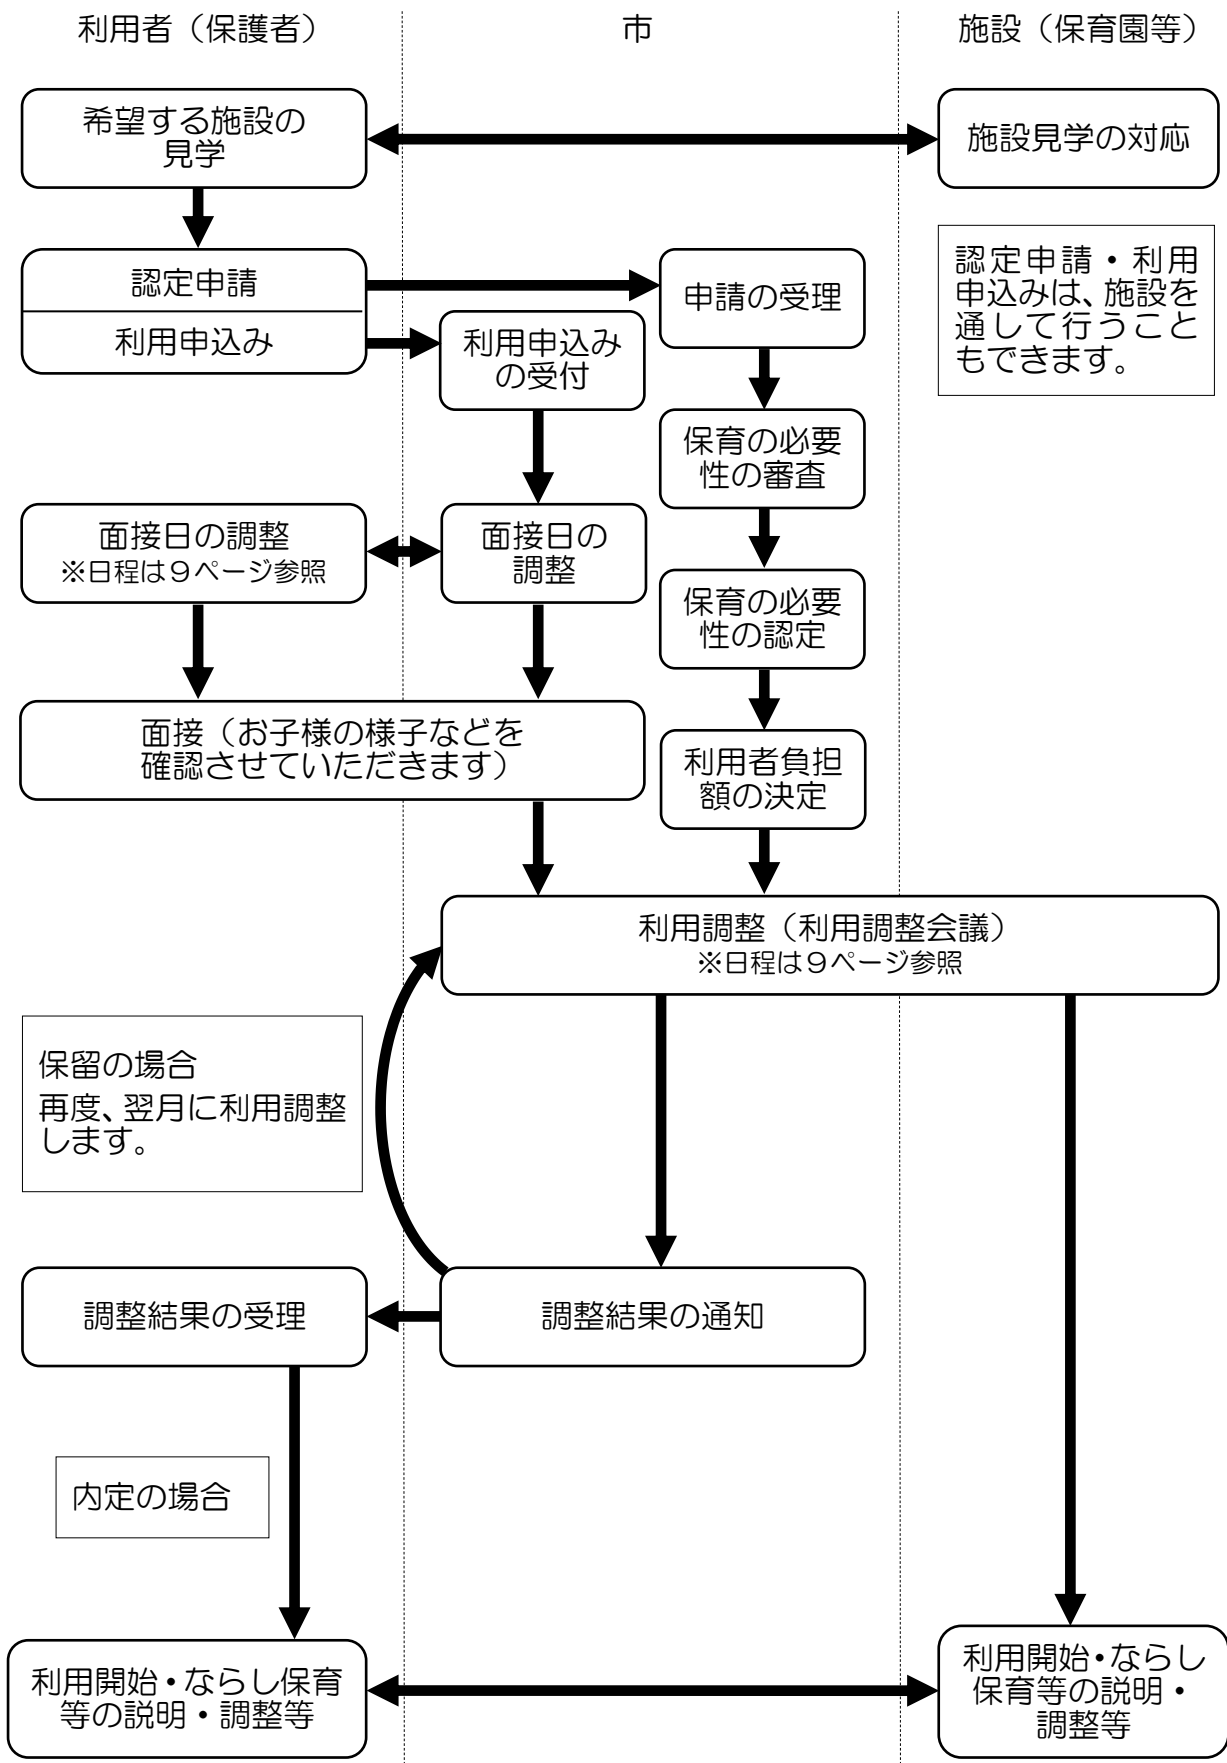 利用者（保護者）
市
施設（保育園等）
希望する施設の
見学
施設見学の対応
認定申請
利用申込み
利用申込み
の受付
申請の受理
認定申請・利用
申込みは、施設を
通して行うこと
もできます。
保育の必要
性の審査
面接日の調整
※日程は９ページ参照
面接日の
調整
保育の必要
性の認定
面接（お子様の様子などを
確認させていただきます）
利用者負担
額の決定
利用調整（利用調整会議）
※日程は９ページ参照
保留の場合
再度、翌月に利用調整
します。
調整結果の受理
調整結果の通知
内定の場合
利用開始・ならし保育
等の説明・調整等
利用開始・ならし
保育等の説明・
調整等